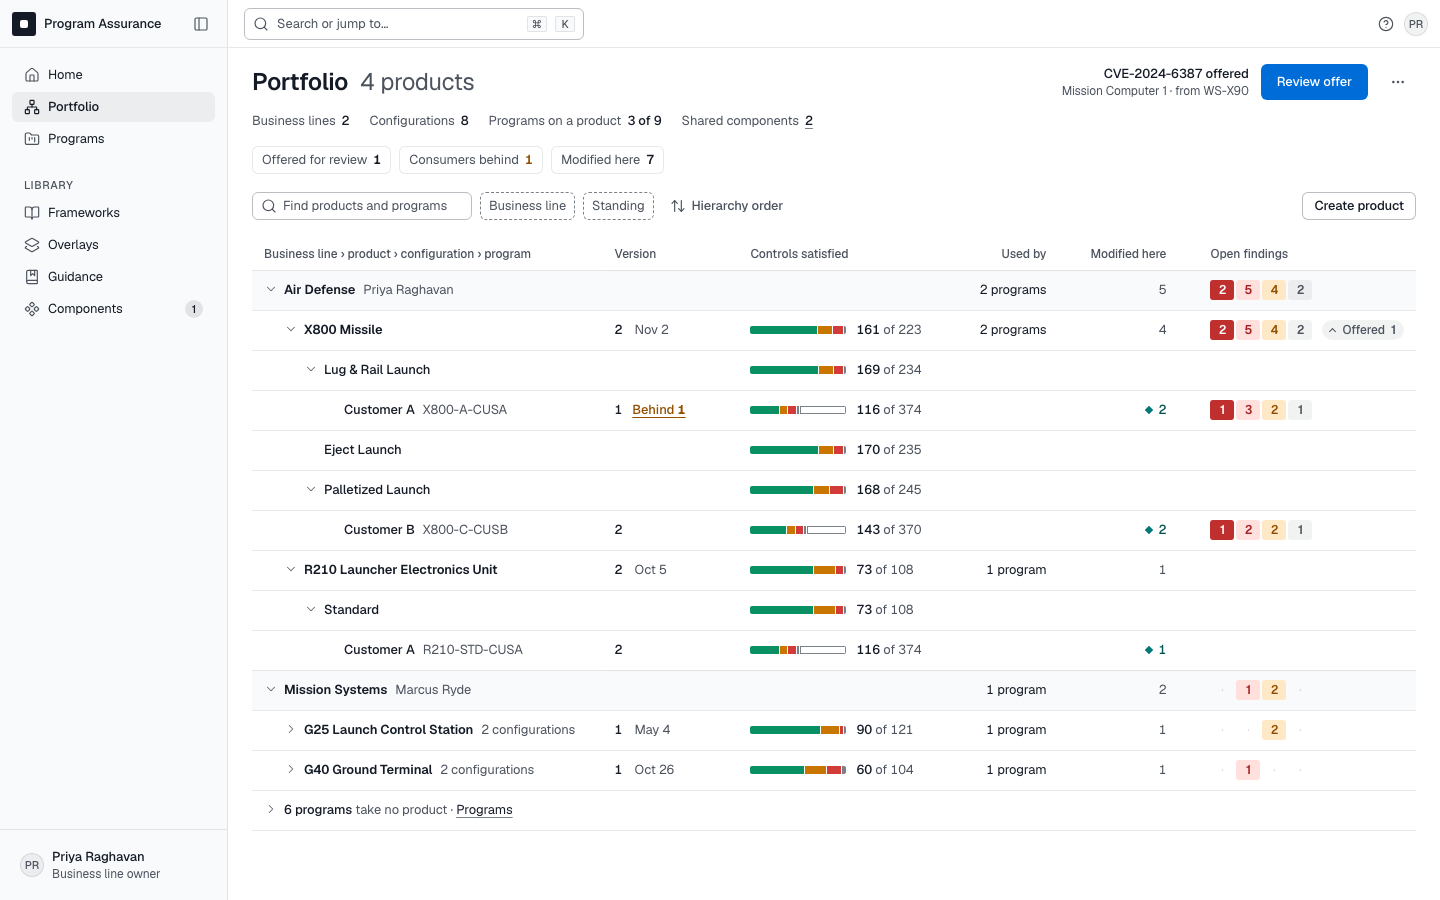 Program Assurance
Search or jump to…
⌘ K
PR
Home
Portfolio
Programs
LIBRARY
Frameworks
Overlays
Guidance
Components 1
PR
Priya Raghavan
Business line owner
Portfolio 4 products
CVE-2024-6387 offered
Mission Computer 1 · from WS-X90
Review offer
Business lines 2 Configurations 8 Programs on a product 3 of 9 Shared components 2
Offered for review 1 Consumers behind 1 Modified here 7
Find products and programs Business line Standing Hierarchy order Create product
Business line › product › configuration › program Version Controls satisfied Used by Modified here Open findings
Air Defense Priya Raghavan 2 programs 5 2 5 4 2
X800 Missile 2 Nov 2 161 of 223 2 programs 4 2 5 4 2 Offered 1
Lug & Rail Launch 169 of 234
Customer A X800-A-CUSA 1 Behind 1 116 of 374 ◆ 2 1 3 2 1
Eject Launch 170 of 235
Palletized Launch 168 of 245
Customer B X800-C-CUSB 2 143 of 370 ◆ 2 1 2 2 1
R210 Launcher Electronics Unit 2 Oct 5 73 of 108 1 program 1
Standard 73 of 108
Customer A R210-STD-CUSA 2 116 of 374 ◆ 1
Mission Systems Marcus Ryde 1 program 2 · 1 2 ·
G25 Launch Control Station 2 configurations 1 May 4 90 of 121 1 program 1 · · 2 ·
G40 Ground Terminal 2 configurations 1 Oct 26 60 of 104 1 program 1 · 1 · ·
6 programs take no product · Programs